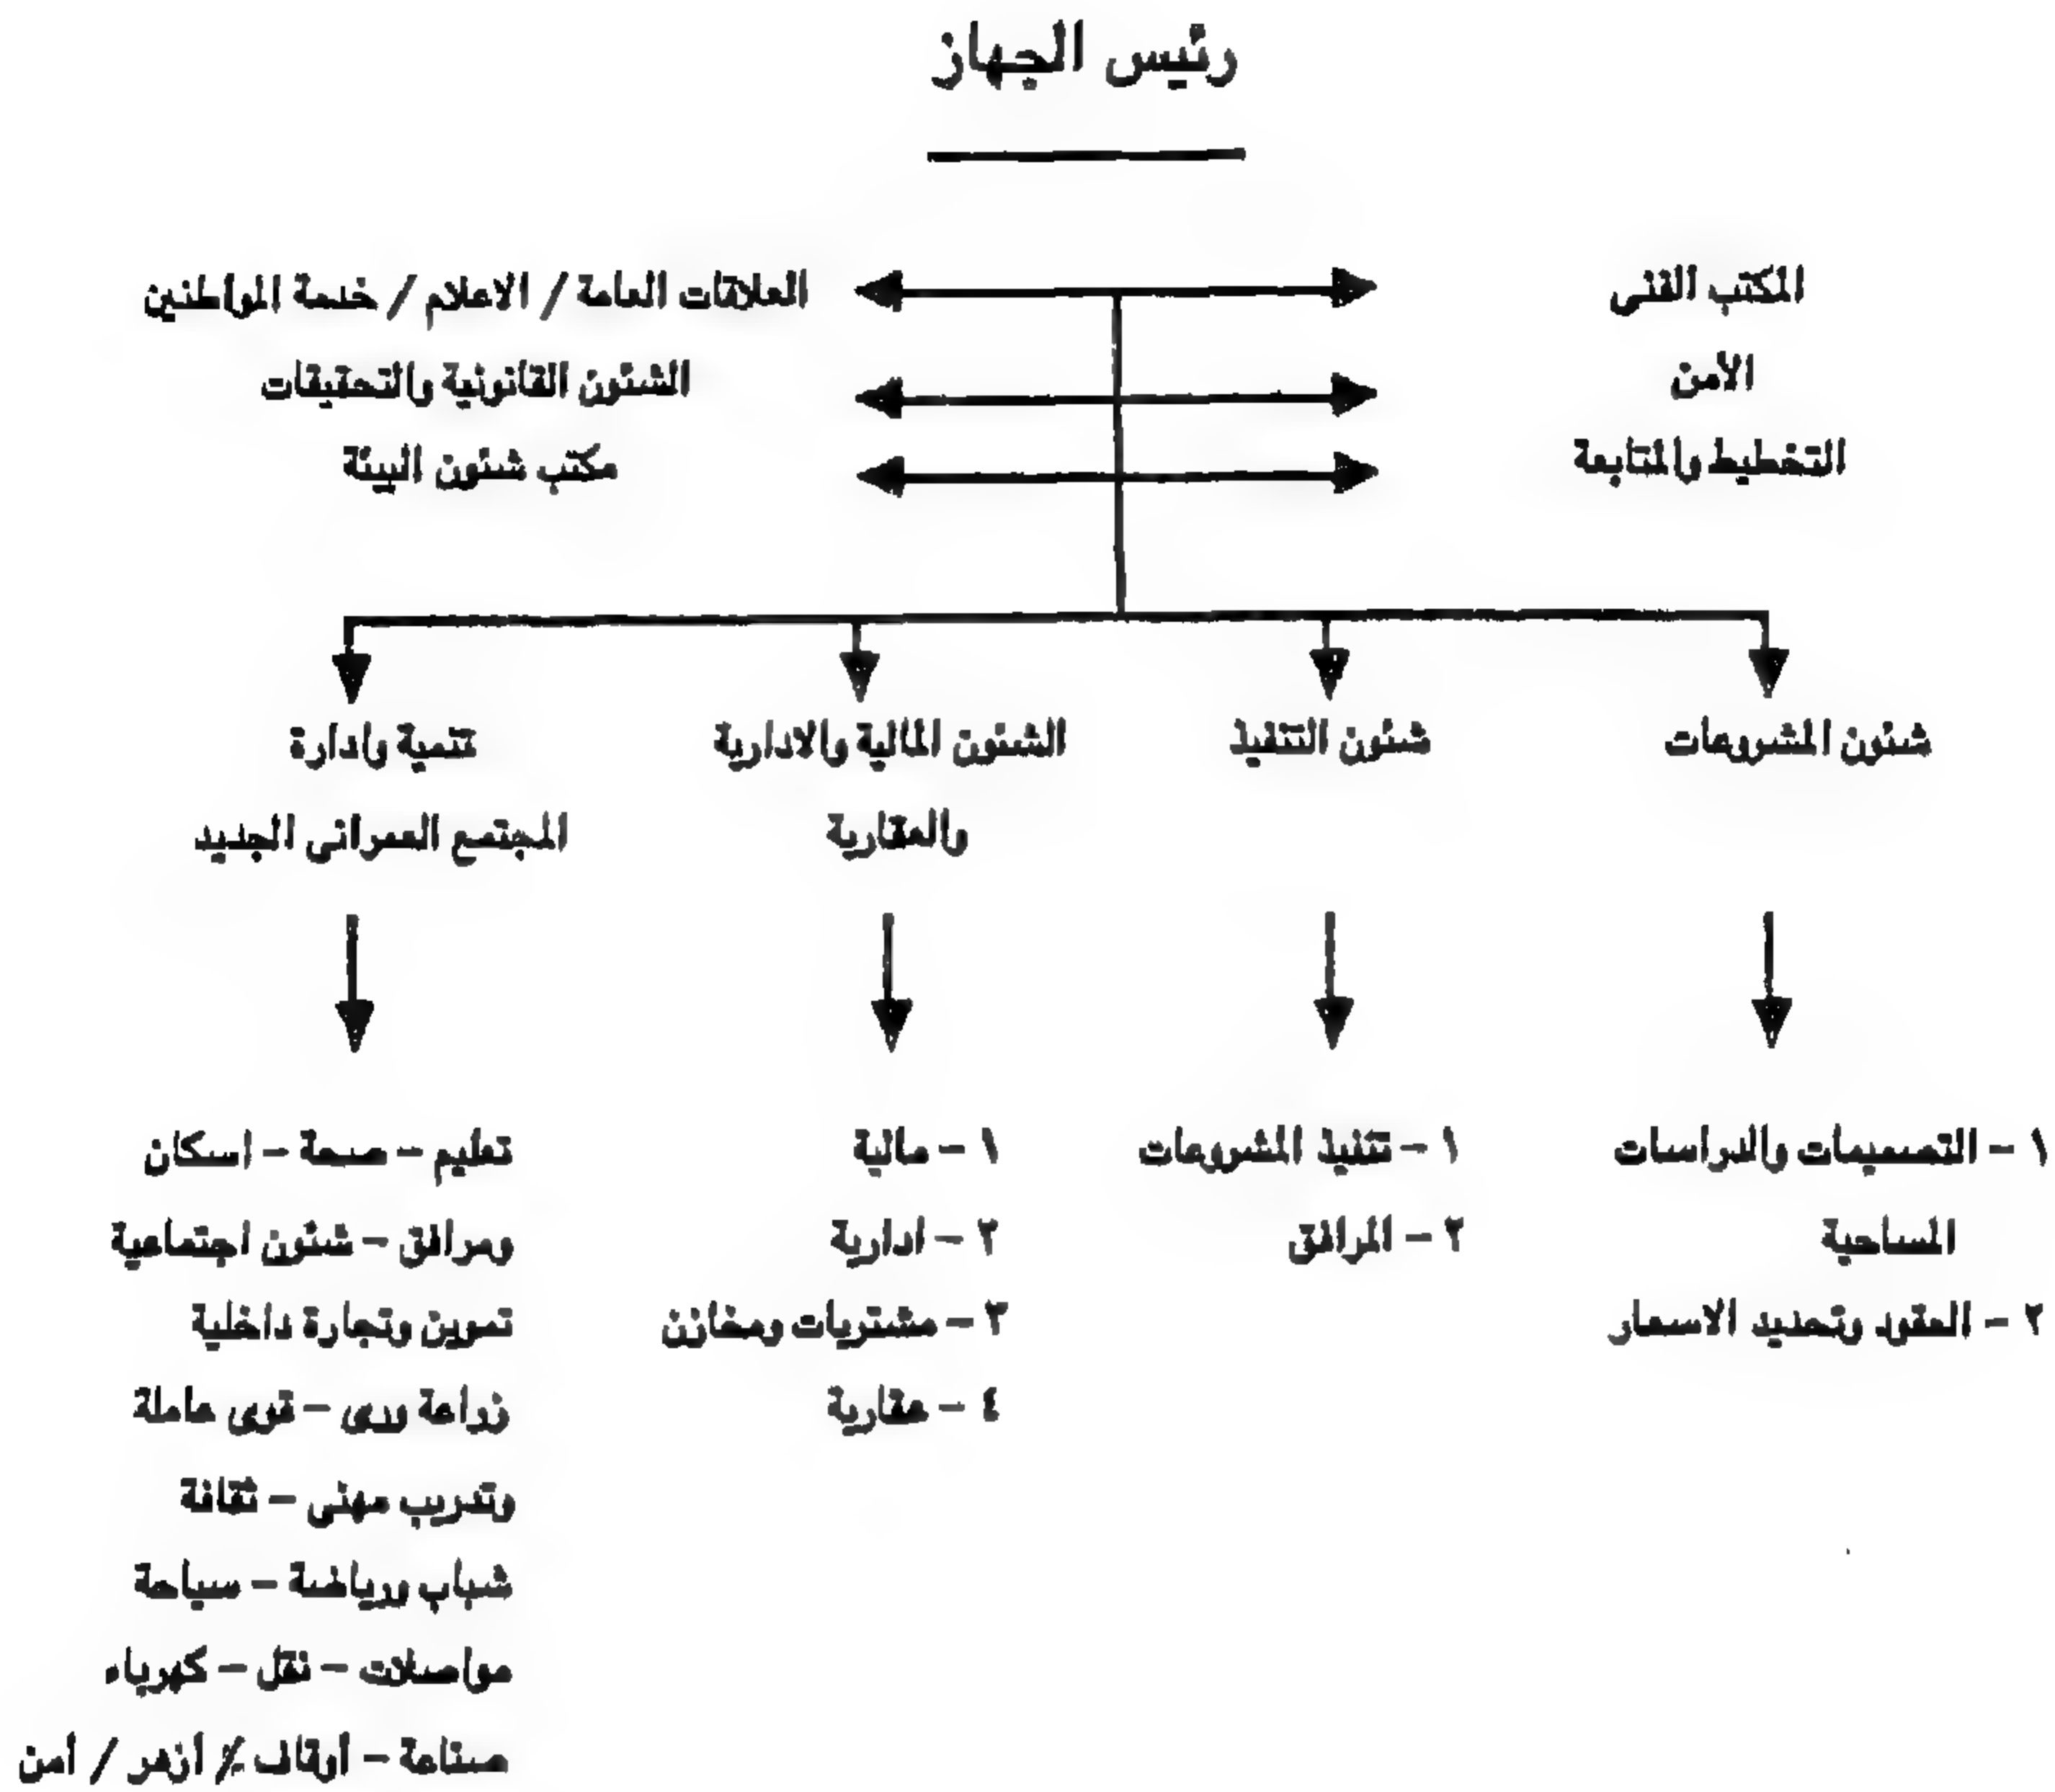 رئيس الجهاز
المكتب الفنى
العلاقات العامة / الاعلام / خدمة المواطنين
الأمن
الشئون القانونية والتحقيقات
التخطيط والمتابعة
مكتب شئون البيئة
شئون المشروعات
شئون التنفيذ
الشئون المالية والادارية
والعقارية
تنمية وادارة
المجتمع العمرانى الجديد
١ - التصميمات والدراسات
المساحية
٢ - العقود وتحديد الاسعار
١ - تنفيذ المشروعات
٢ - المرافق
١ - مالية
٢ - ادارية
٣ - مشتريات ومخازن
٤ - عقارية
تعليم - صحة - اسكان
ومرافق - شئون اجتماعية
تموين وتجارة داخلية
زراعة ورى - قوى عاملة
وتدريب مهنى - ثقافة
شباب ورياضة - سياحة
مواصلات - نقل - كهرباء
صناعة - أوقاف / أزهر / أمن